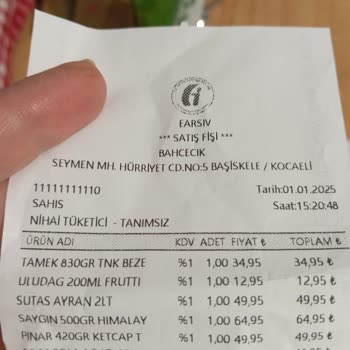 EARSIV
*** SATIŞ FİŞİ ***
BAHCECIK
SEYMEN MH. HÜRRİYET CD.NO:5 BAŞİSKELE / KOCAELİ
11111111110 Tarih:01.01.2025
SAHIS Saat:15:20:48
NİHAİ TÜKETİCİ - TANIMSIZ
ÜRÜN ADI KDV ADET FİYAT ₺ TOPLAM ₺
TAMEK 830GR TNK BEZE %1 1,00 34,95 34,95 ₺
ULUDAG 200ML FRUTTI %1 1,00 12,95 12,95 ₺
SUTAS AYRAN 2LT %1 1,00 49,95 49,95 ₺
SAYGIN 500GR HIMALAY %1 1,00 64,95 64,95 ₺
PINAR 420GR KETCAP T %1 1,00 49,95 49,95 ₺